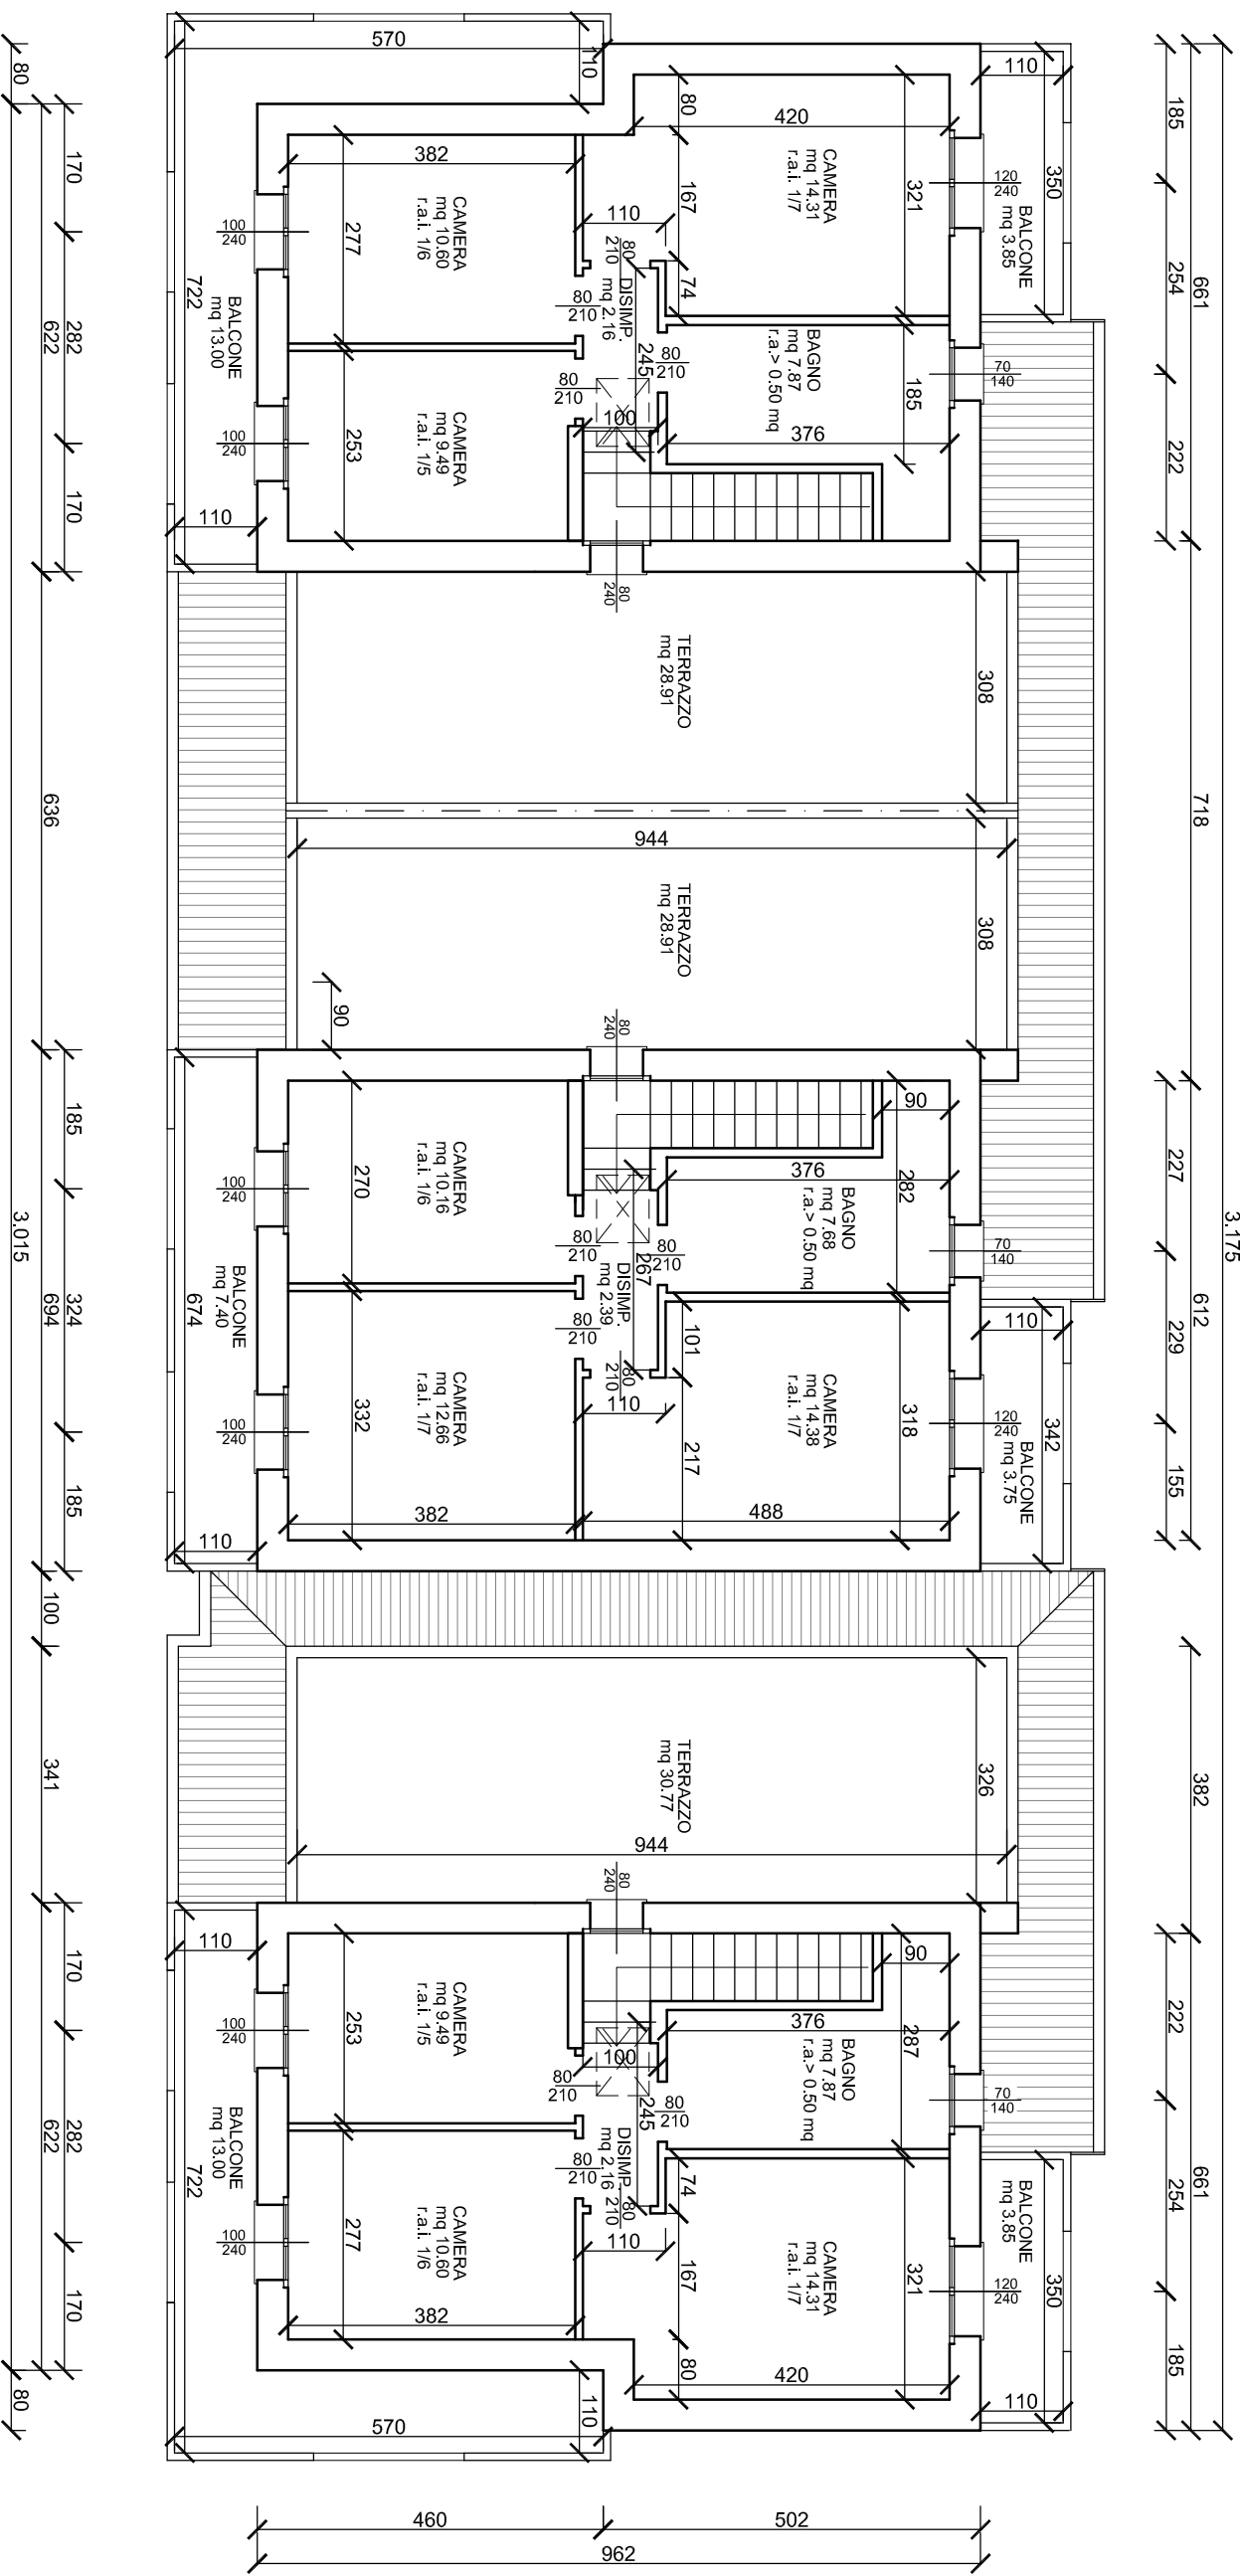 570
110
110
80
420
321
CAMERA
mq 14.31
r.a.i. 1/7
167
110
74
120
240
350
BALCONE
mq 3.85
185
254
222
661
3.175
382
277
CAMERA
mq 10.60
r.a.i. 1/6
80
210
DISIMP.
mq 2.16
80
210
245
80
210
80
210
100
BAGNO
mq 7.87
r.a.> 0.50 mq
185
376
70
140
100
240
722
BALCONE
mq 13.00
253
CAMERA
mq 9.49
r.a.i. 1/5
100
240
110
80
170
282
170
622
80
240
TERRAZZO
mq 28.91
308
718
636
944
TERRAZZO
mq 28.91
308
90
80
240
90
376
282
BAGNO
mq 7.68
r.a.> 0.50 mq
70
140
227
229
155
612
270
CAMERA
mq 10.16
r.a.i. 1/6
100
240
80
210
80
210
267
DISIMP.
mq 2.39
80
210
80
210
110
101
217
CAMERA
mq 14.38
r.a.i. 1/7
318
488
120
240
110
342
BALCONE
mq 3.75
332
CAMERA
mq 12.66
r.a.i. 1/7
382
100
240
BALCONE
mq 7.40
674
110
185
324
185
694
3.015
100
341
TERRAZZO
mq 30.77
326
944
382
80
240
90
376
287
BAGNO
mq 7.87
r.a.> 0.50 mq
70
140
222
254
185
661
110
253
CAMERA
mq 9.49
r.a.i. 1/5
100
240
100
80
210
245
80
210
DISIMP.
mq 2.16
80
210
80
210
110
74
167
80
CAMERA
mq 14.31
r.a.i. 1/7
321
420
120
240
BALCONE
mq 3.85
350
110
277
CAMERA
mq 10.60
r.a.i. 1/6
382
100
240
BALCONE
mq 13.00
722
170
282
170
622
80
110
570
460
502
962